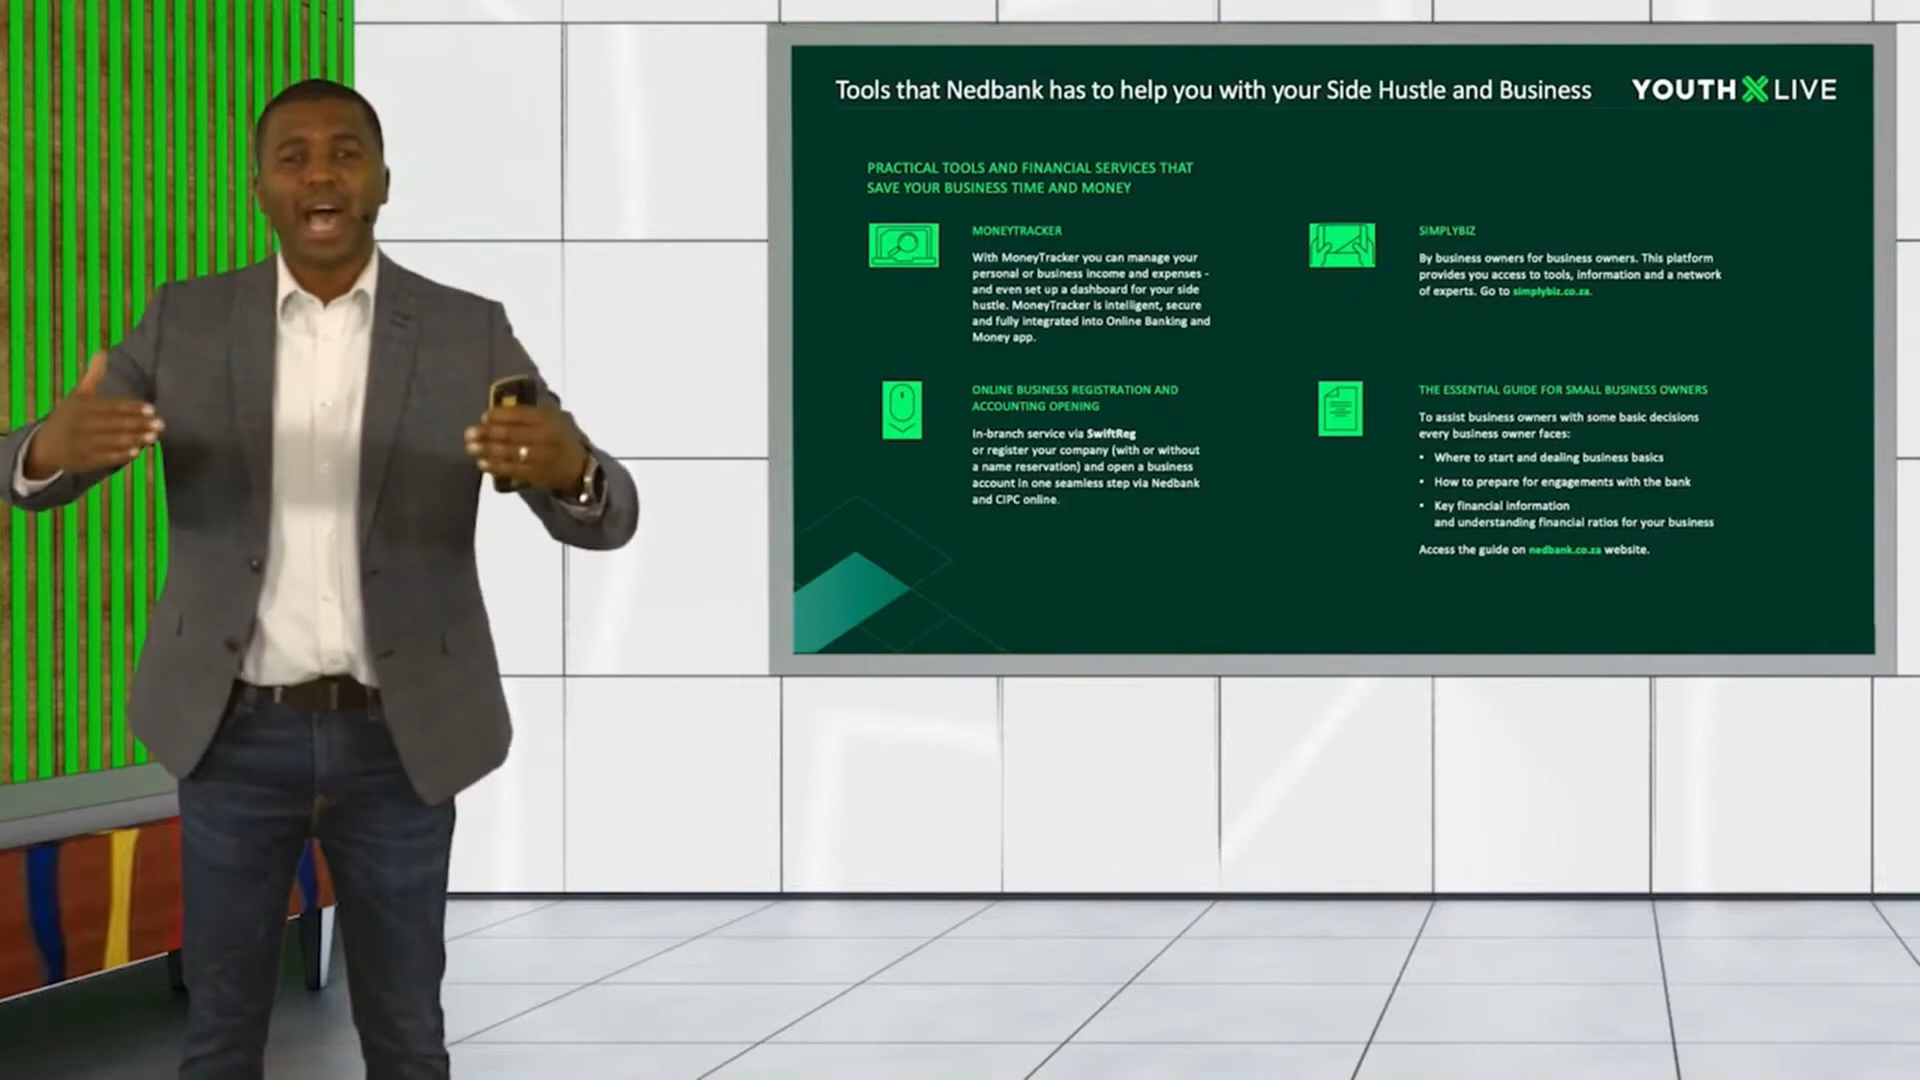 Tools that Nedbank has to help you with your Side Hustle and Business
YOUTH X LIVE
PRACTICAL TOOLS AND FINANCIAL SERVICES THAT
SAVE YOUR BUSINESS TIME AND MONEY
MONEYTRACKER
With MoneyTracker you can manage your
personal or business income and expenses -
and even set up a dashboard for your side
hustle. MoneyTracker is intelligent, secure
and fully integrated into Online Banking and
Money app.
SIMPLYBIZ
By business owners for business owners. This platform
provides you access to tools, information and a network
of experts. Go to simplybiz.co.za.
ONLINE BUSINESS REGISTRATION AND
ACCOUNTING OPENING
In-branch service via SwiftReg
or register your company (with or without
a name reservation) and open a business
account in one seamless step via Nedbank
and CIPC online.
THE ESSENTIAL GUIDE FOR SMALL BUSINESS OWNERS
To assist business owners with some basic decisions
every business owner faces:
• Where to start and dealing business basics
• How to prepare for engagements with the bank
• Key financial information
and understanding financial ratios for your business
Access the guide on nedbank.co.za website.